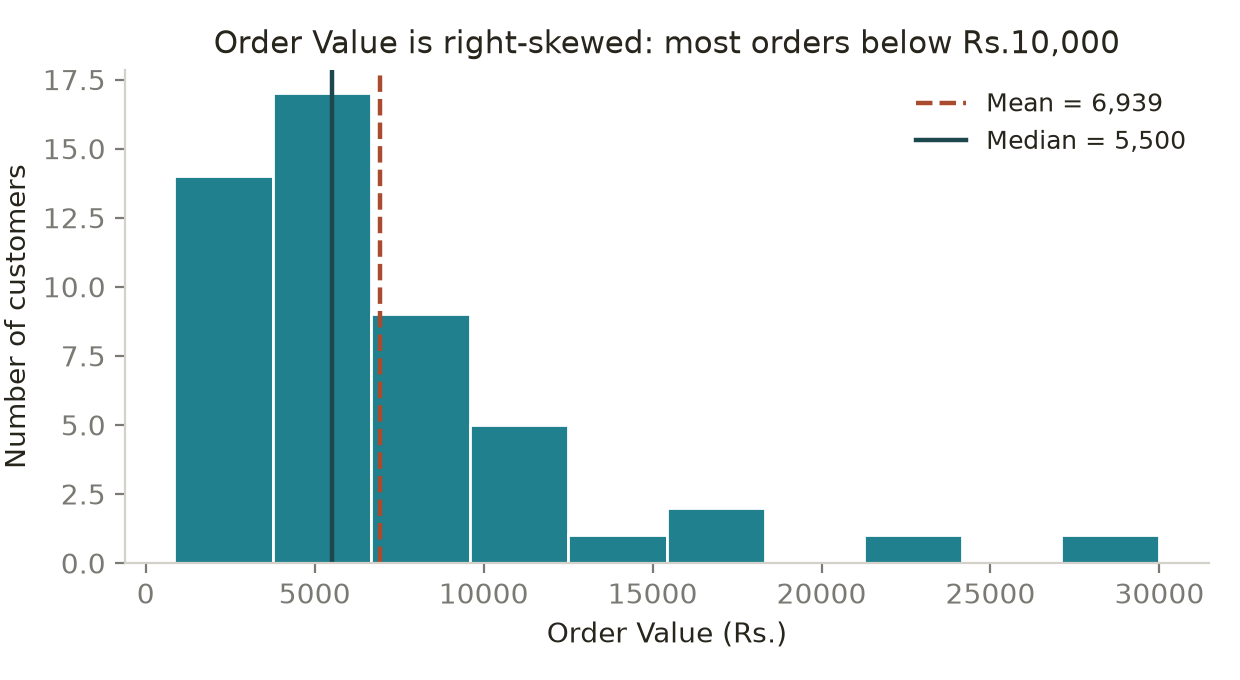 Order Value is right-skewed: most orders below Rs.10,000
Mean = 6,939
Median = 5,500
Number of customers
17.5
15.0
12.5
10.0
7.5
5.0
2.5
0.0
0 5000 10000 15000 20000 25000 30000
Order Value (Rs.)